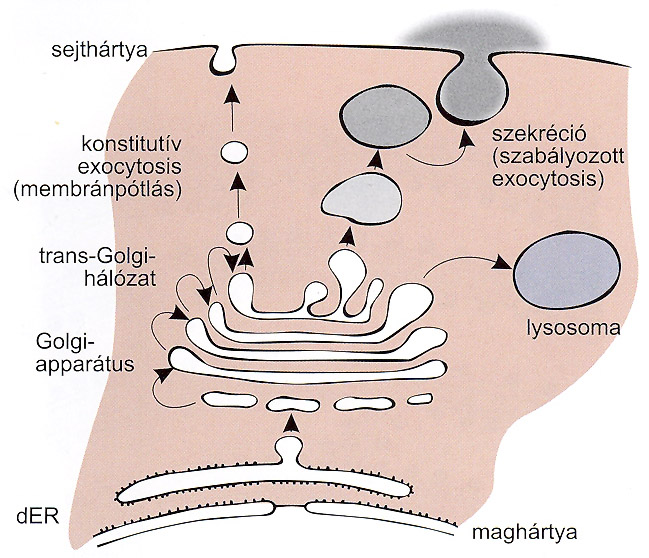 sejthártya
konstitutív
exocytosis
(membránpótlás)
szekréció
(szabályozott
exocytosis)
trans-Golgi-
hálózat
lysosoma
Golgi-
apparátus
dER
maghártya